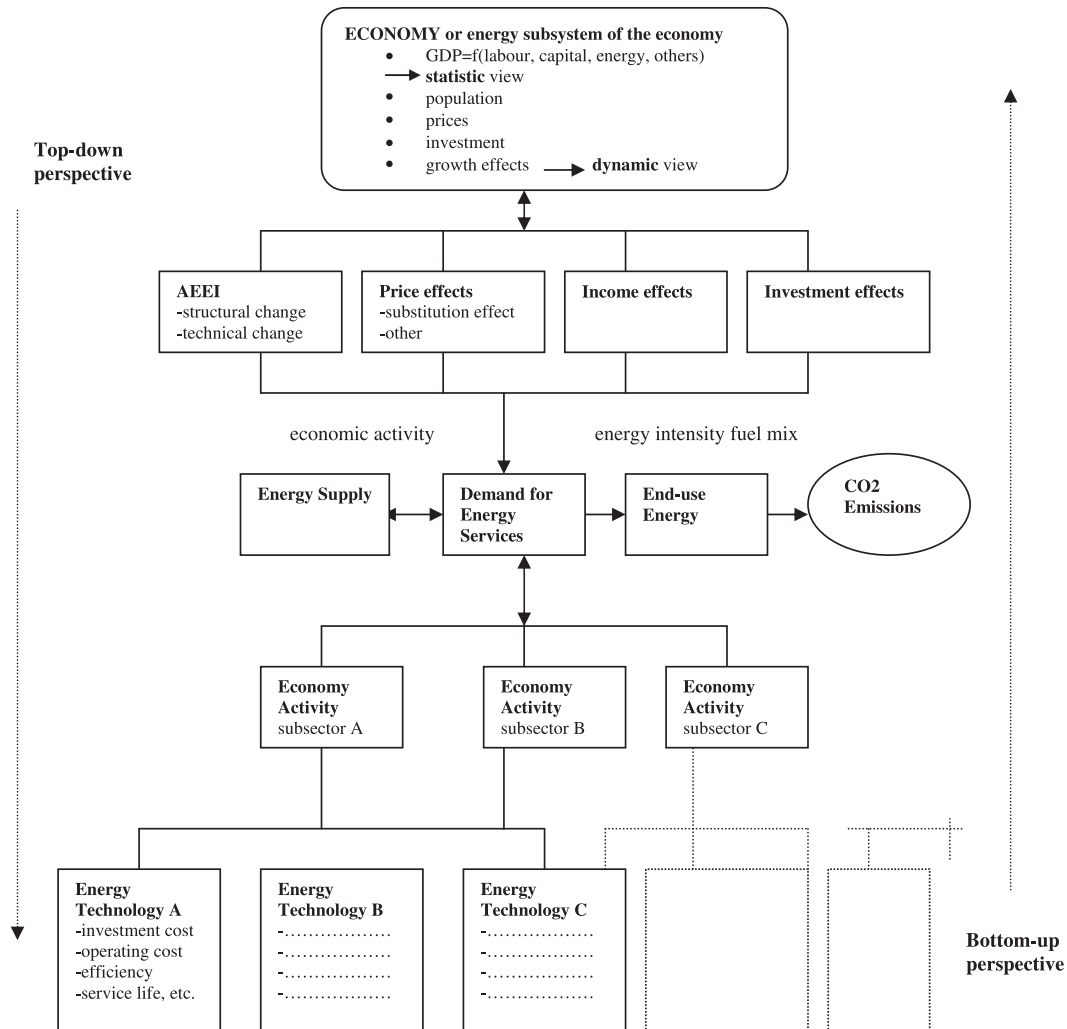 ECONOMY or energy subsystem of the economy
• GDP=f(labour, capital, energy, others)
statistic view
• population
• prices
• investment
• growth effects
dynamic view
Top-down
perspective
AEEI
-structural change
-technical change
Price effects
-substitution effect
-other
Income effects
Investment effects
economic activity
energy intensity fuel mix
Energy Supply
Demand for
Energy
Services
End-use
Energy
CO2
Emissions
Economy
Activity
subsector A
Economy
Activity
subsector B
Economy
Activity
subsector C
Energy
Technology A
-investment cost
-operating cost
-efficiency
-service life, etc.
Energy
Technology B
-..................
-..................
-..................
-..................
Energy
Technology C
-..................
-..................
-..................
-..................
Bottom-up
perspective